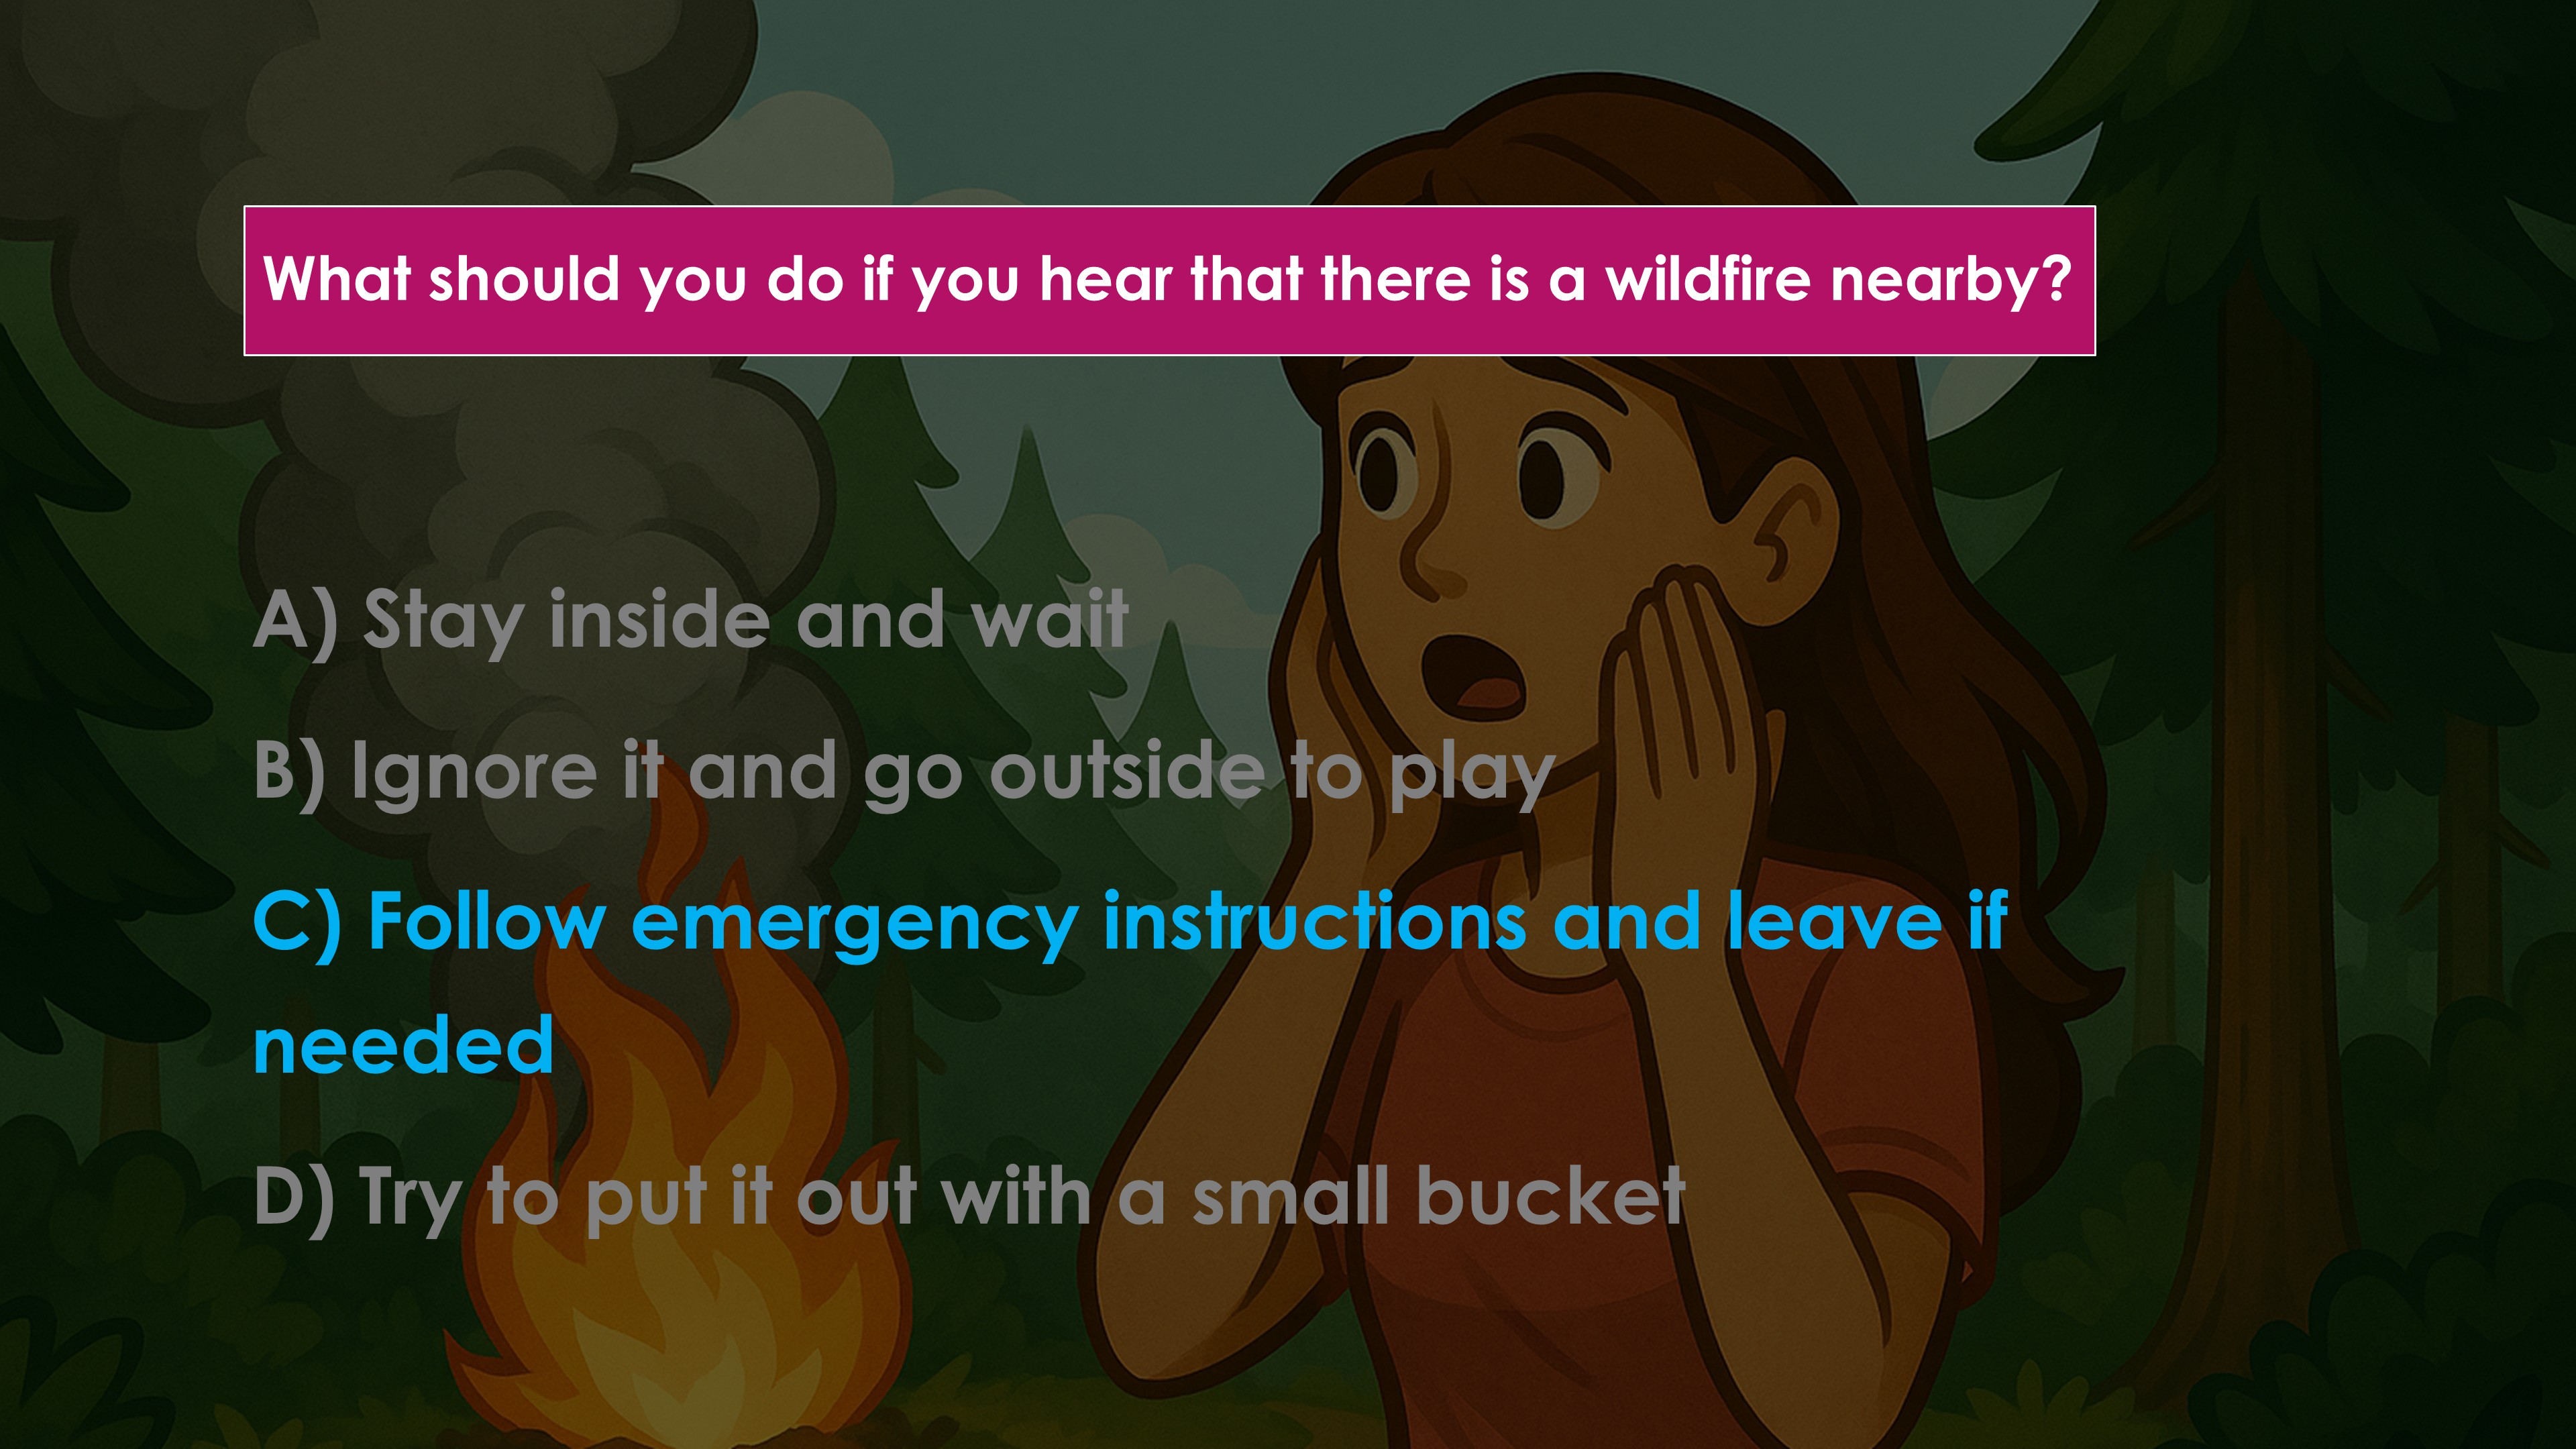 What should you do if you hear that there is a wildfire nearby?
A) Stay inside and wait
B) Ignore it and go outside to play
C) Follow emergency instructions and leave if
needed
D) Try to put it out with a small bucket